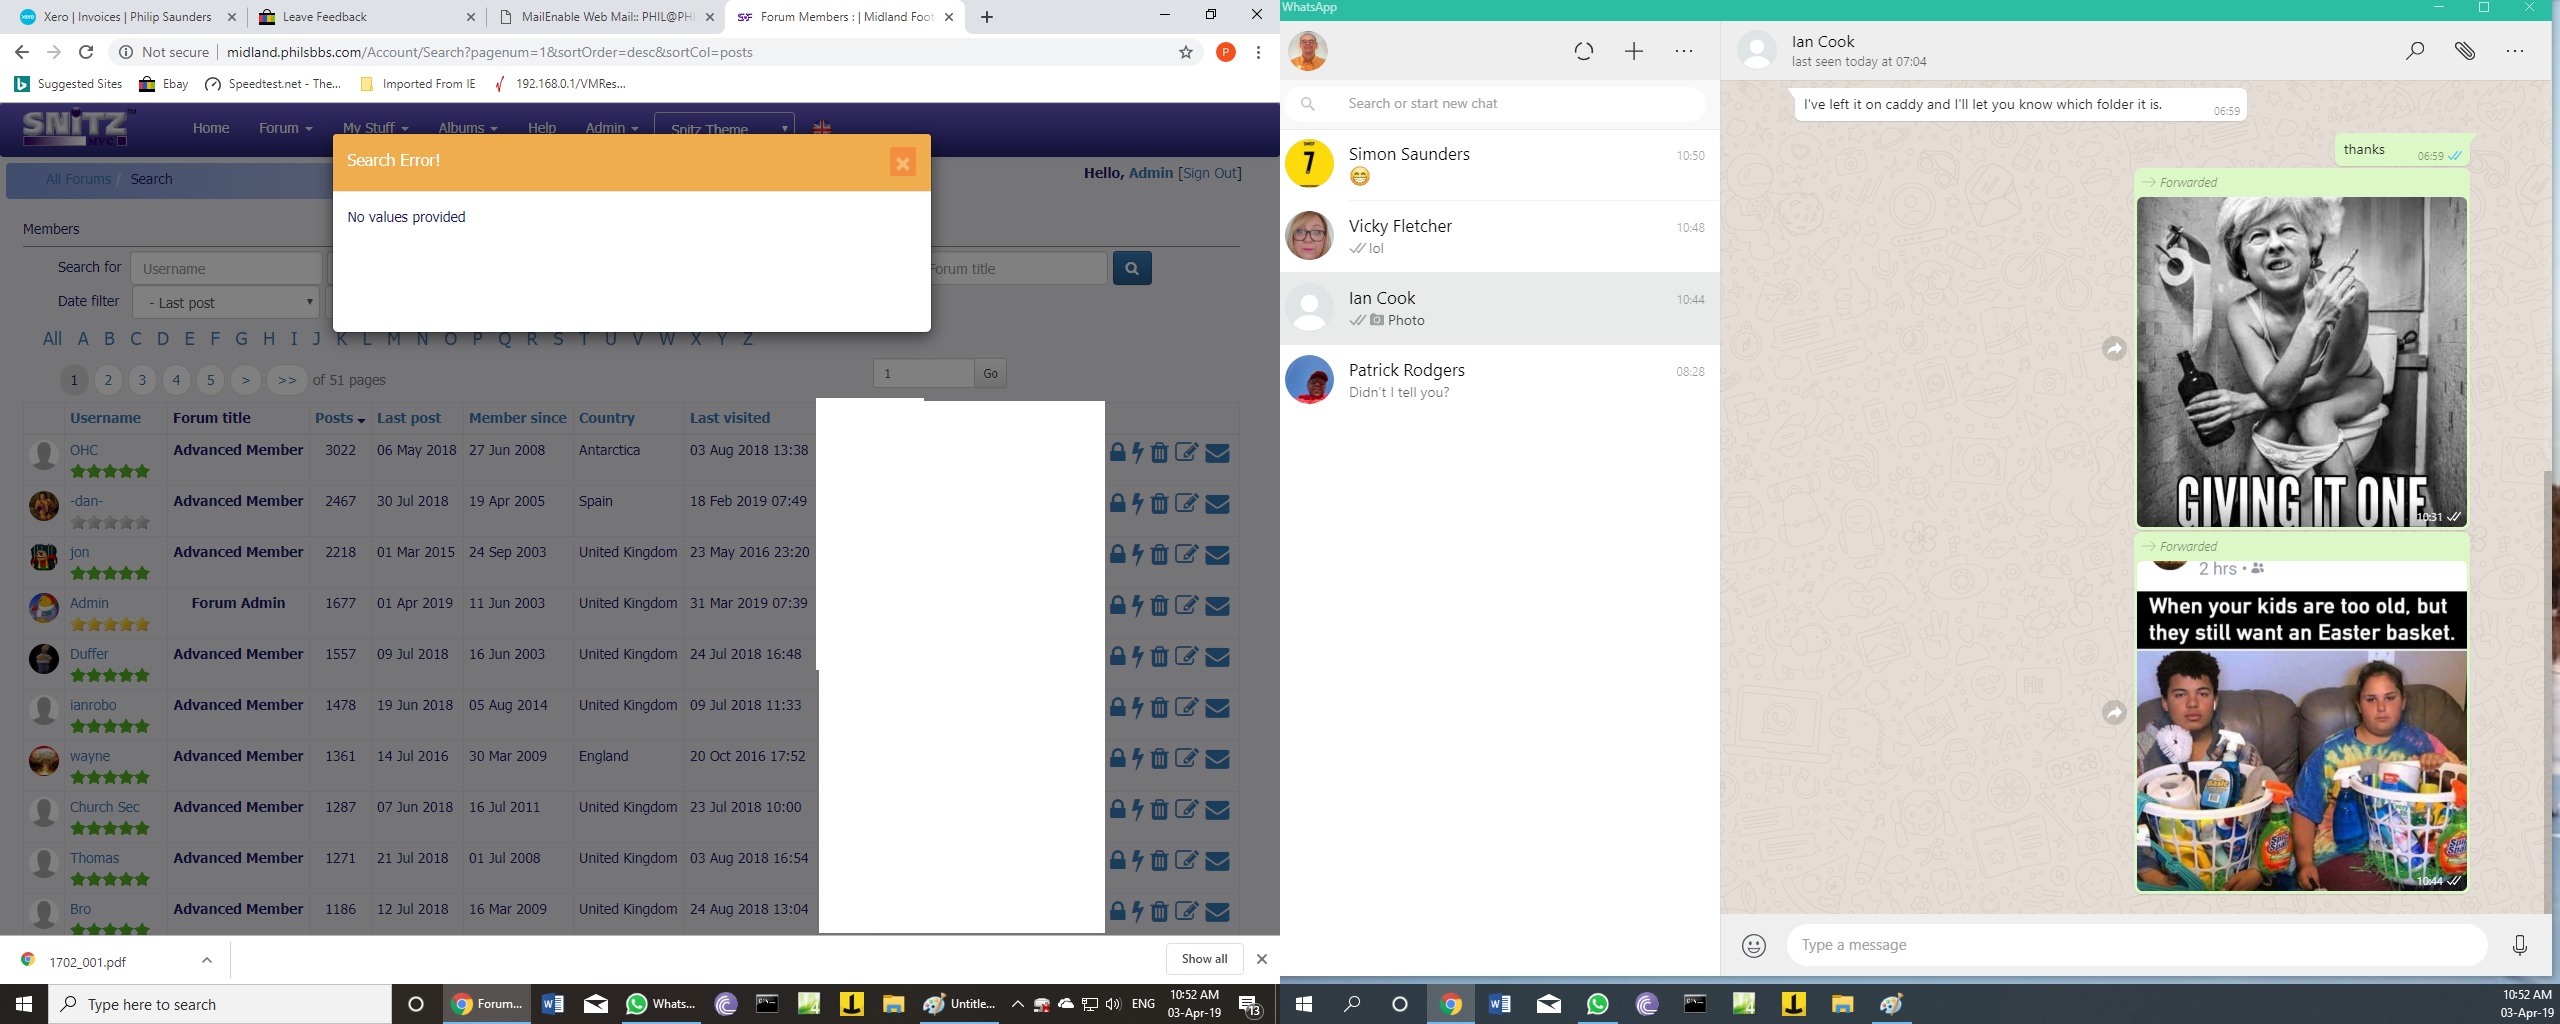 Xero | Invoices | Philip Saunders
Leave Feedback
MailEnable Web Mail:: PHIL@PHI
Forum Members : | Midland Foot
Not secure | midland.philsbbs.com/Account/Search?pagenum=1&sortOrder=desc&sortCol=posts
P
Suggested Sites
Ebay
Speedtest.net - The...
Imported From IE
192.168.0.1/VMRes...
SNITZ™
MVC
Home
Forum
My Stuff
Albums
Help
Admin
Snitz Theme
Search Error!
No values provided
All Forums / Search
Hello, Admin [Sign Out]
Members
Search for
Username
Forum title
Date filter
- Last post
All A B C D E F G H I J K L M N O P Q R S T U V W X Y Z
1 2 3 4 5 > >> of 51 pages
1
Go
Username Forum title Posts Last post Member since Country Last visited
OHC Advanced Member 3022 06 May 2018 27 Jun 2008 Antarctica 03 Aug 2018 13:38
-dan- Advanced Member 2467 30 Jul 2018 19 Apr 2005 Spain 18 Feb 2019 07:49
jon Advanced Member 2218 01 Mar 2015 24 Sep 2003 United Kingdom 23 May 2016 23:20
Admin Forum Admin 1677 01 Apr 2019 11 Jun 2003 United Kingdom 31 Mar 2019 07:39
Duffer Advanced Member 1557 09 Jul 2018 16 Jun 2003 United Kingdom 24 Jul 2018 16:48
ianrobo Advanced Member 1478 19 Jun 2018 05 Aug 2014 United Kingdom 09 Jul 2018 11:33
wayne Advanced Member 1361 14 Jul 2016 30 Mar 2009 England 20 Oct 2016 17:52
Church Sec Advanced Member 1287 07 Jun 2018 16 Jul 2011 United Kingdom 23 Jul 2018 10:00
Thomas Advanced Member 1271 21 Jul 2018 01 Jul 2008 United Kingdom 03 Aug 2018 16:54
Bro Advanced Member 1186 12 Jul 2018 16 Mar 2009 United Kingdom 24 Aug 2018 13:04
1702_001.pdf
Show all
Type here to search
Forum...
Whats...
Untitle...
ENG
10:52 AM
03-Apr-19
13
WhatsApp
Search or start new chat
7
Simon Saunders 10:50
Vicky Fletcher 10:48
lol
Ian Cook 10:44
Photo
Patrick Rodgers 08:28
Didn't I tell you?
Ian Cook
last seen today at 07:04
I've left it on caddy and I'll let you know which folder it is. 06:59
thanks 06:59
Forwarded
GIVING IT ONE
10:31
Forwarded
2 hrs
When your kids are too old, but
they still want an Easter basket.
10:44
Type a message
10:52 AM
03-Apr-19